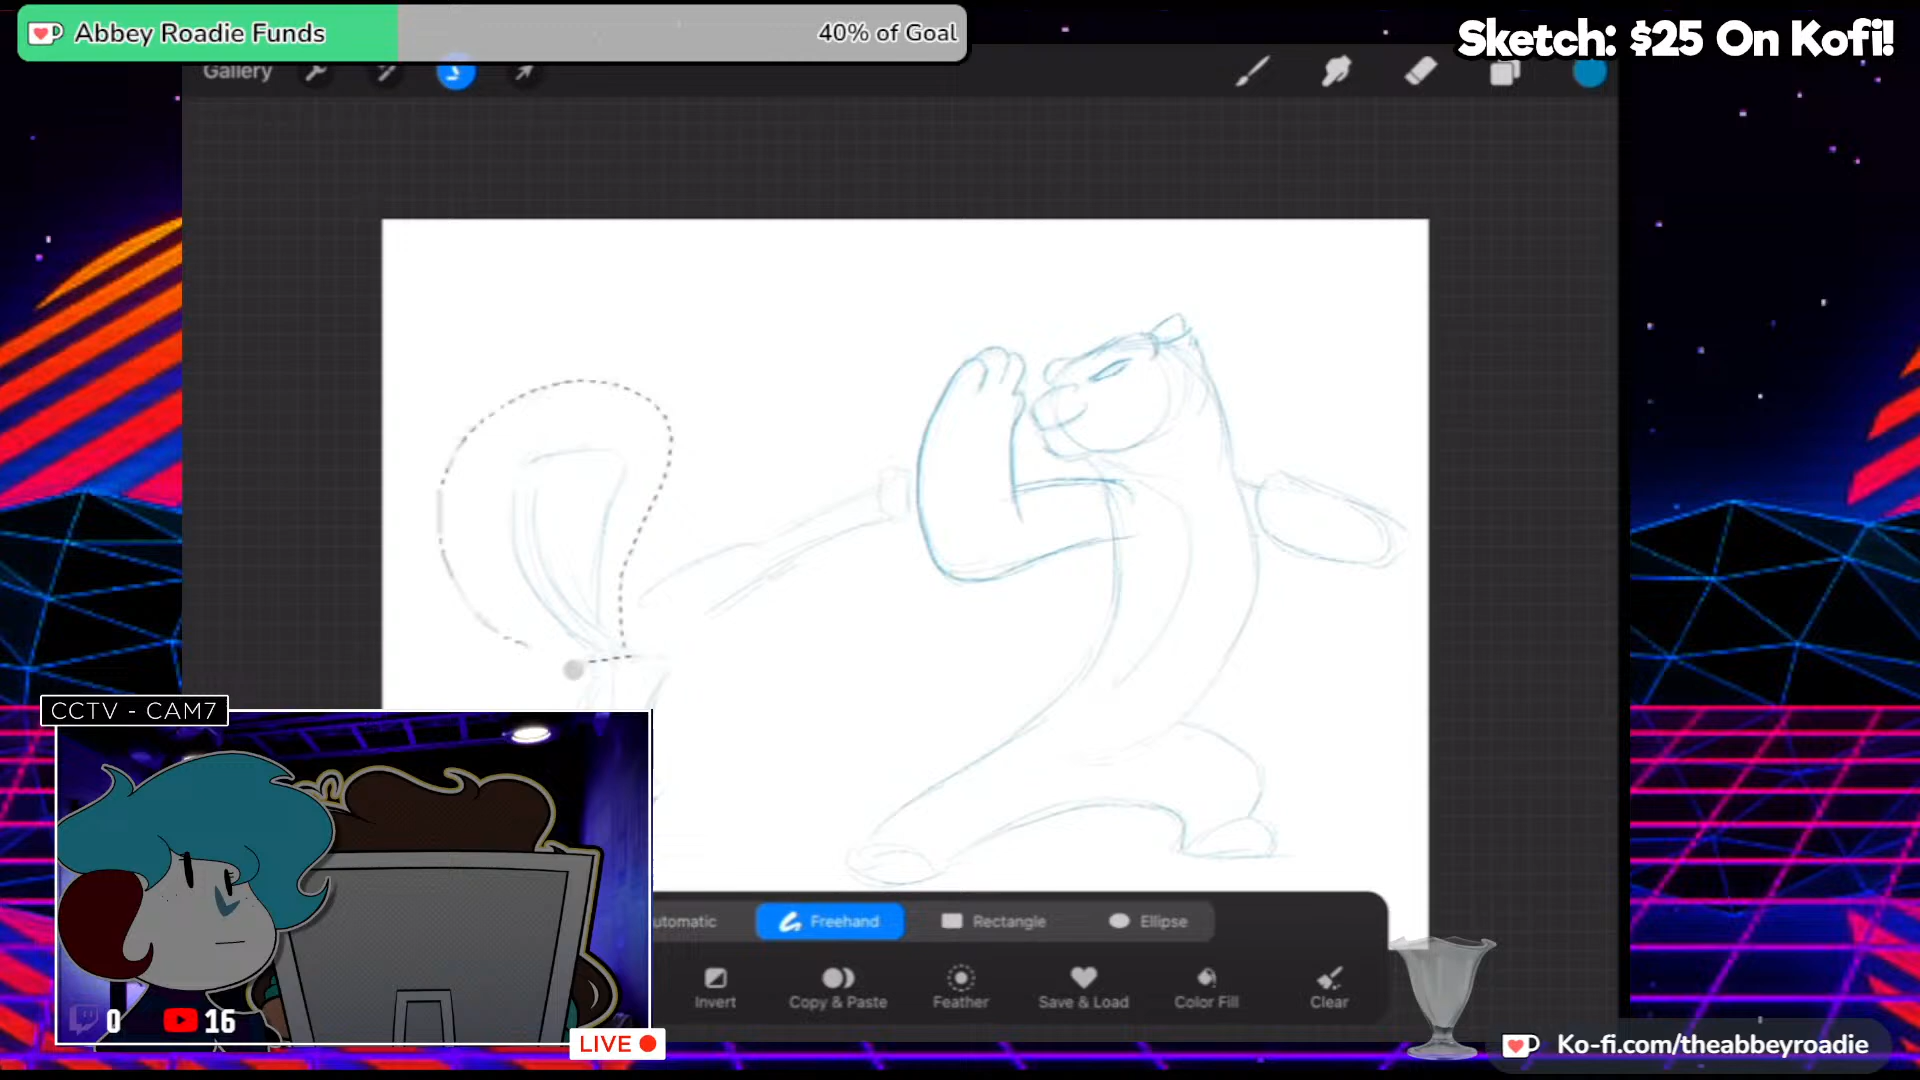 Abbey Roadie Funds
40% of Goal
Sketch: $25 On Kofi!
Gallery
CCTV - CAM7
utomatic
Freehand
Rectangle
Ellipse
Invert
Copy & Paste
Feather
Save & Load
Color Fill
Clear
0
16
LIVE
Ko-fi.com/theabbeyroadie